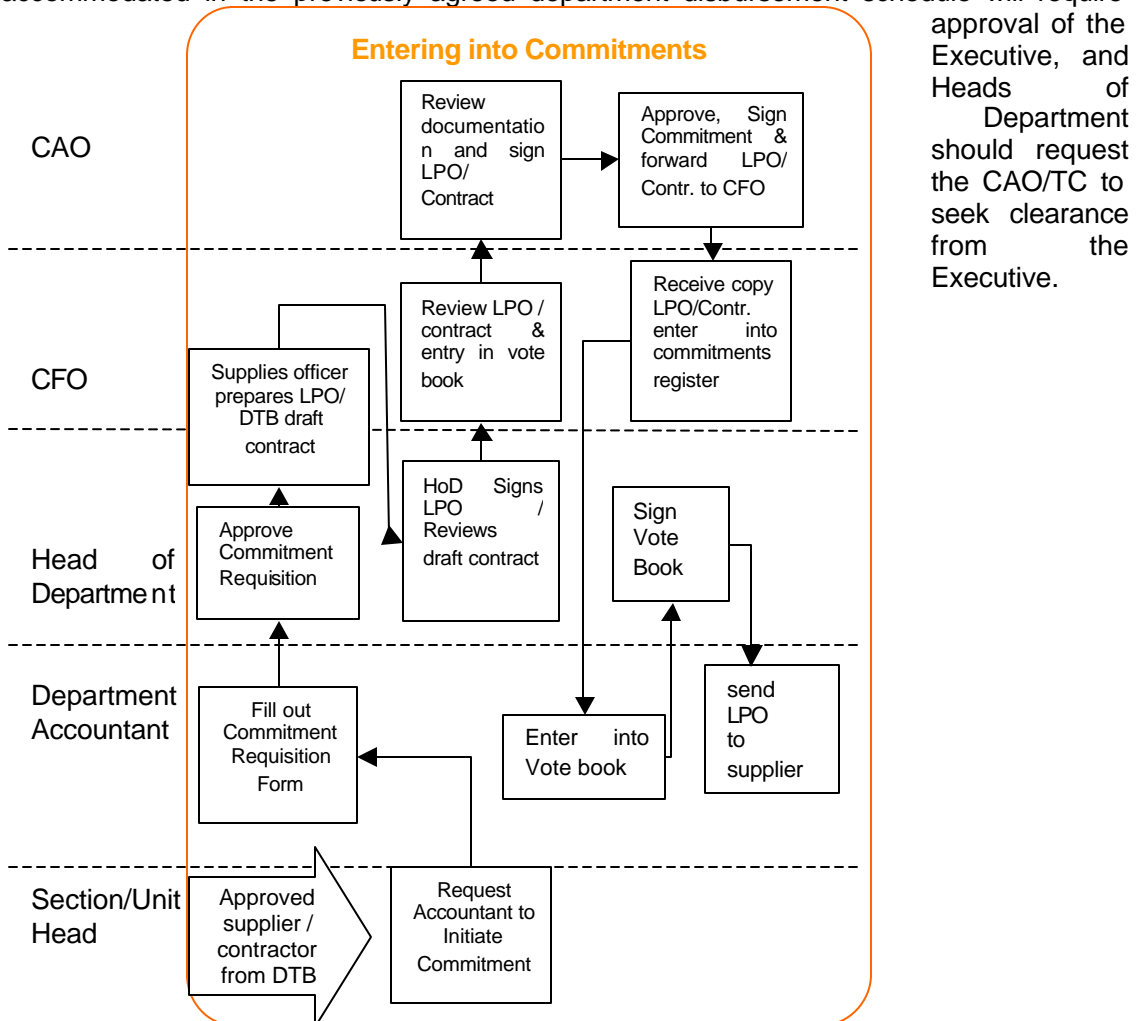 accommodated in the previously agreed department disbursement schedule will require
approval of the
Executive, and
Heads of
Department
should request
the CAO/TC to
seek clearance
from the
Executive.
Entering into Commitments
CAO
Review
documentatio
n and sign
LPO/
Contract
Approve, Sign
Commitment &
forward LPO/
Contr. to CFO
CFO
Supplies officer
prepares LPO/
DTB draft
contract
Review LPO /
contract &
entry in vote
book
Receive copy
LPO/Contr.
enter into
commitments
register
Head of
Department
Approve
Commitment
Requisition
HoD Signs
LPO /
Reviews
draft contract
Sign
Vote
Book
Department
Accountant
Fill out
Commitment
Requisition
Form
Enter into
Vote book
send
LPO
to
supplier
Section/Unit
Head
Approved
supplier /
contractor
from DTB
Request
Accountant to
Initiate
Commitment